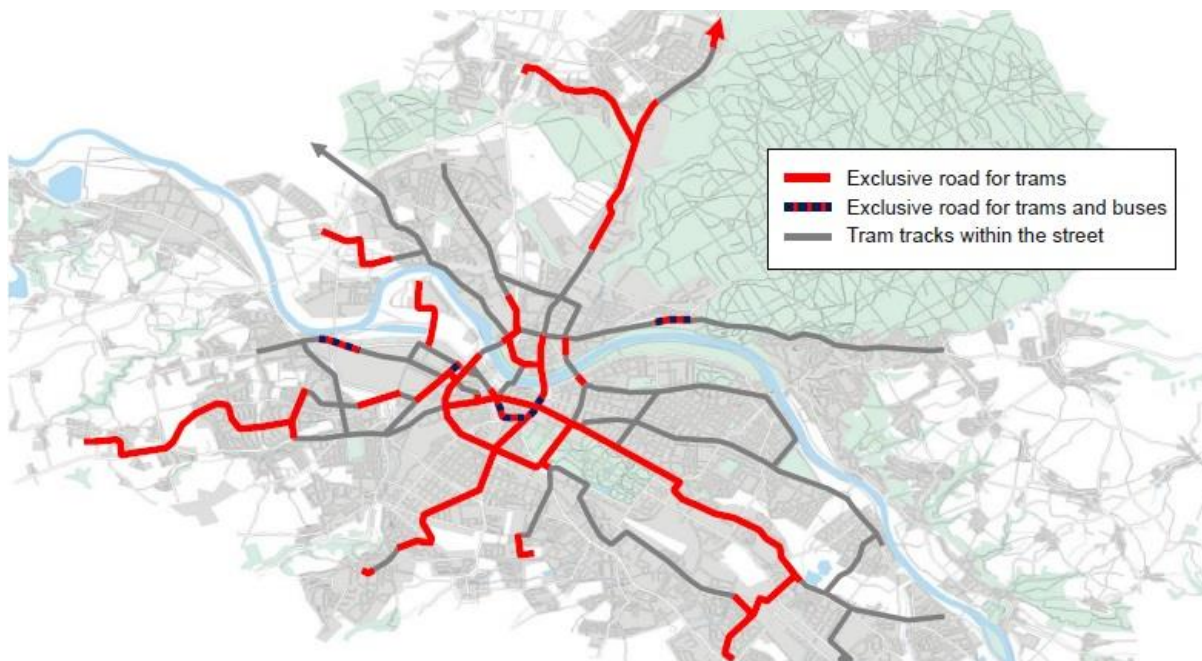 Exclusive road for trams
Exclusive road for trams and buses
Tram tracks within the street